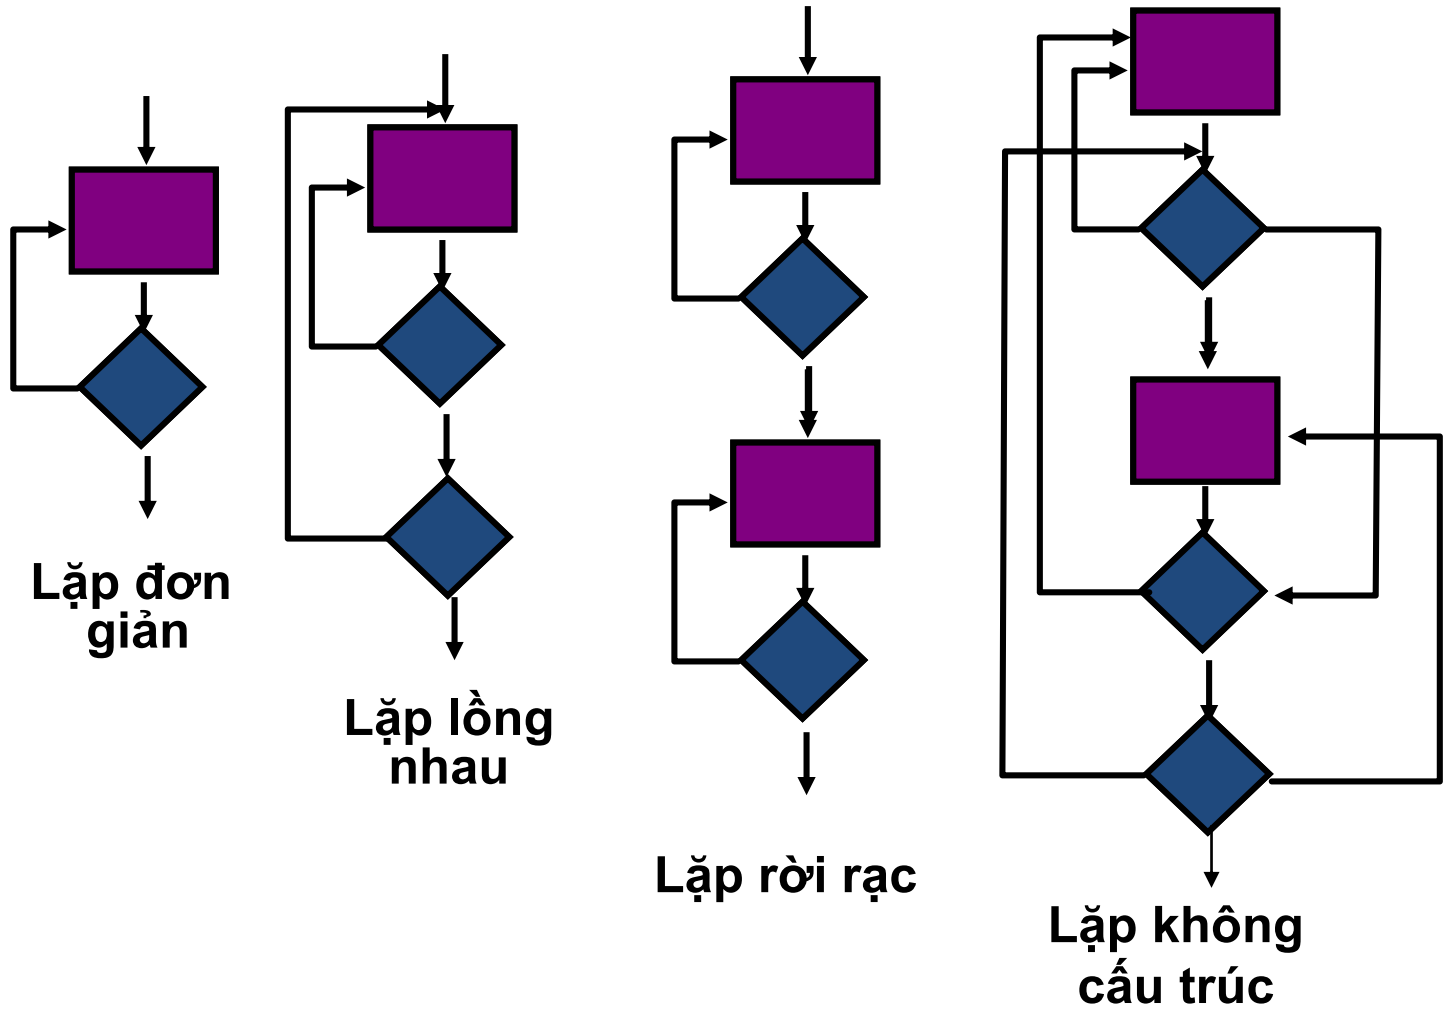 Lặp đơn
giản
Lặp lồng
nhau
Lặp rời rạc
Lặp không
cấu trúc